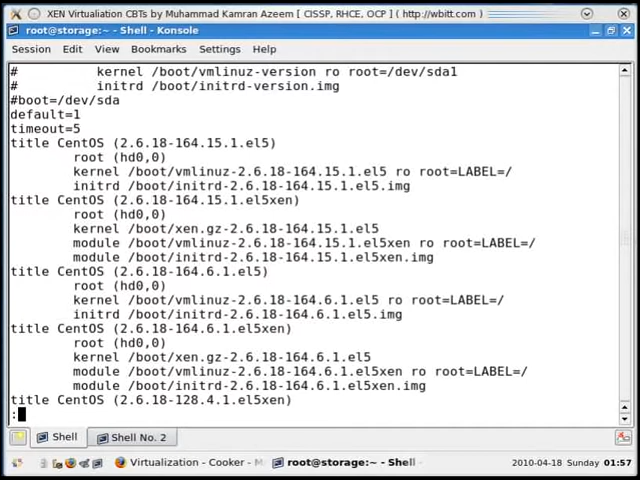 XEN Virtualiation CBTs by Muhammad Kamran Azeem [ CISSP, RHCE, OCP ] ( http://wbitt.com )
root@storage:~ - Shell - Konsole
Session Edit View Bookmarks Settings Help
# kernel /boot/vmlinuz-version ro root=/dev/sda1
# initrd /boot/initrd-version.img
#boot=/dev/sda
default=1
timeout=5
title CentOS (2.6.18-164.15.1.el5)
root (hd0,0)
kernel /boot/vmlinuz-2.6.18-164.15.1.el5 ro root=LABEL=/
initrd /boot/initrd-2.6.18-164.15.1.el5.img
title CentOS (2.6.18-164.15.1.el5xen)
root (hd0,0)
kernel /boot/xen.gz-2.6.18-164.15.1.el5
module /boot/vmlinuz-2.6.18-164.15.1.el5xen ro root=LABEL=/
module /boot/initrd-2.6.18-164.15.1.el5xen.img
title CentOS (2.6.18-164.6.1.el5)
root (hd0,0)
kernel /boot/vmlinuz-2.6.18-164.6.1.el5 ro root=LABEL=/
initrd /boot/initrd-2.6.18-164.6.1.el5.img
title CentOS (2.6.18-164.6.1.el5xen)
root (hd0,0)
kernel /boot/xen.gz-2.6.18-164.6.1.el5
module /boot/vmlinuz-2.6.18-164.6.1.el5xen ro root=LABEL=/
module /boot/initrd-2.6.18-164.6.1.el5xen.img
title CentOS (2.6.18-128.4.1.el5xen)
:
Shell Shell No. 2
Virtualization - Cooker - M root@storage:~ - Shell - 2010-04-18 Sunday 01:57